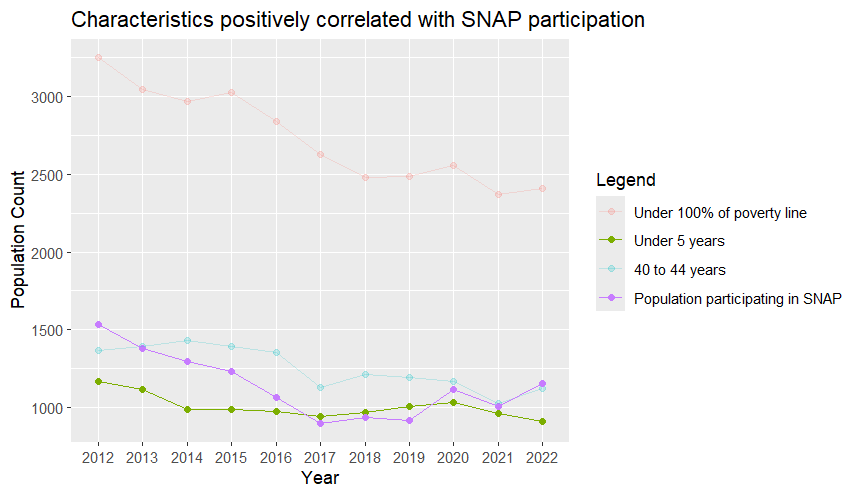 Characteristics positively correlated with SNAP participation
Population Count
3000
2500
2000
1500
1000
2012 2013 2014 2015 2016 2017 2018 2019 2020 2021 2022
Year
Legend
Under 100% of poverty line
Under 5 years
40 to 44 years
Population participating in SNAP